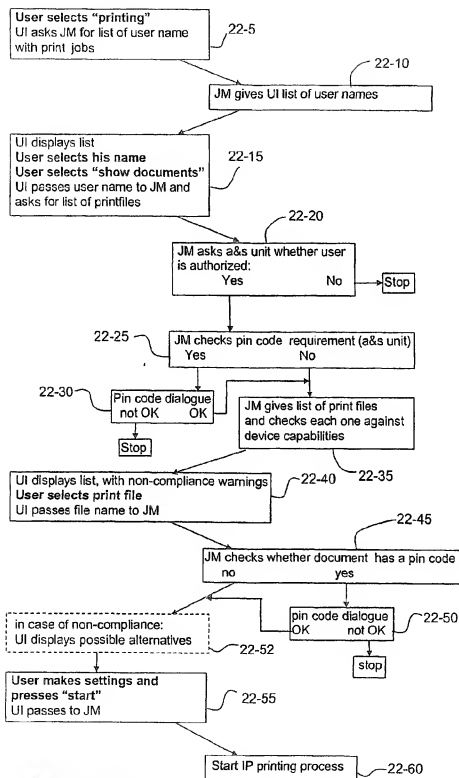 User selects "printing"
UI asks JM for list of user name
with print jobs
22-5
22-10
JM gives UI list of user names
UI displays list
User selects his name
User selects "show documents"
UI passes user name to JM and
asks for list of printfiles
22-15
22-20
JM asks a&s unit whether user
is authorized:
Yes No
Stop
22-25
JM checks pin code requirement (a&s unit)
Yes No
22-30
Pin code dialogue
not OK OK
Stop
JM gives list of print files
and checks each one against
device capabilities
22-35
UI displays list, with non-compliance warnings
User selects print file
UI passes file name to JM
22-40
22-45
JM checks whether document has a pin code
no yes
pin code dialogue
OK not OK
22-50
stop
in case of non-compliance:
UI displays possible alternatives
22-52
User makes settings and
presses "start"
UI passes to JM
22-55
Start IP printing process
22-60